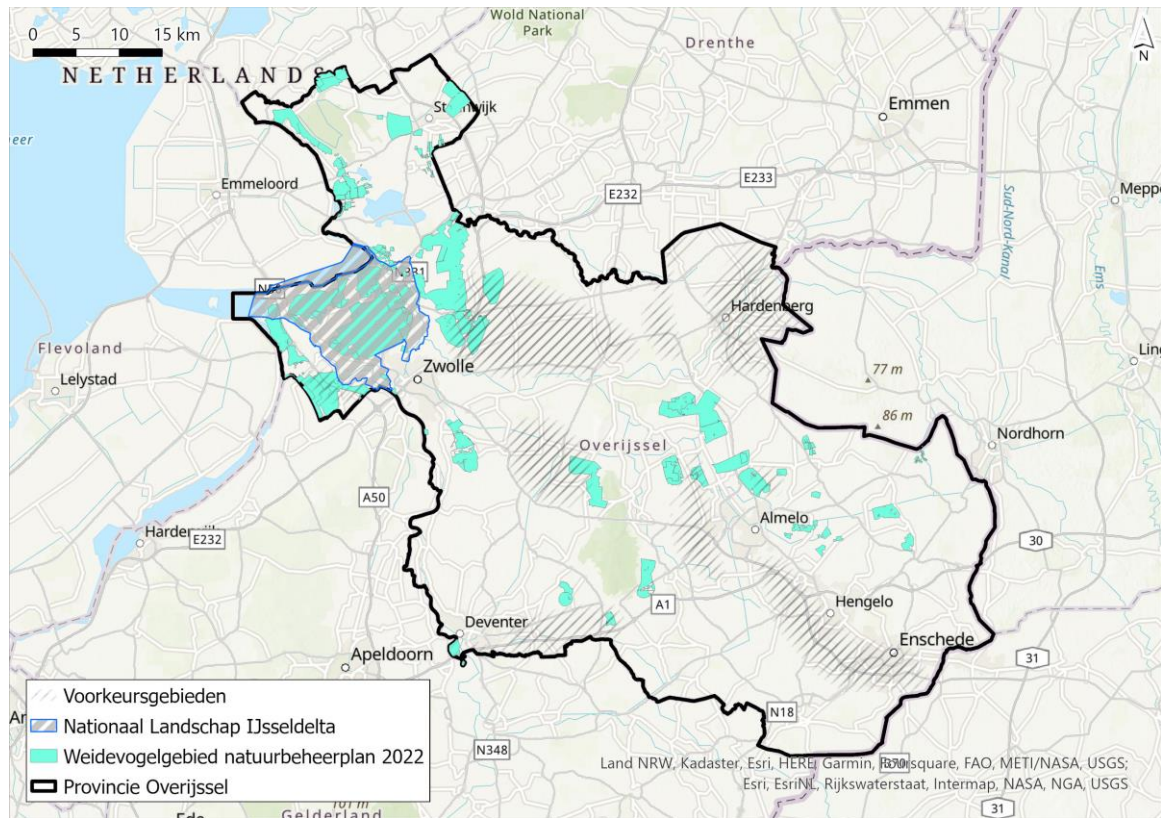 0 5 10 15 km
Wold National
Park
Drenthe
N
NETHERLANDS
Emmen
Emmeloord
E233
E232
Meppe
Sud-Nord-Kanal
Ems
Hardenberg
Flevoland
Lelystad
Zwolle
77 m
86 m
Nordhorn
Overijssel
A50
Almelo
E232
30
A1
Hengelo
Deventer
Enschede
31
Apeldoorn
N18
31
N348
Voorkeursgebieden
Nationaal Landschap IJsseldelta
Weidevogelgebied natuurbeheerplan 2022
Provincie Overijssel
Land NRW, Kadaster, Esri, HERE, Garmin, Foursquare, FAO, METI/NASA, USGS;
Esri, EsriNL, Rijkswaterstaat, Intermap, NASA, NGA, USGS
Gelderland
31